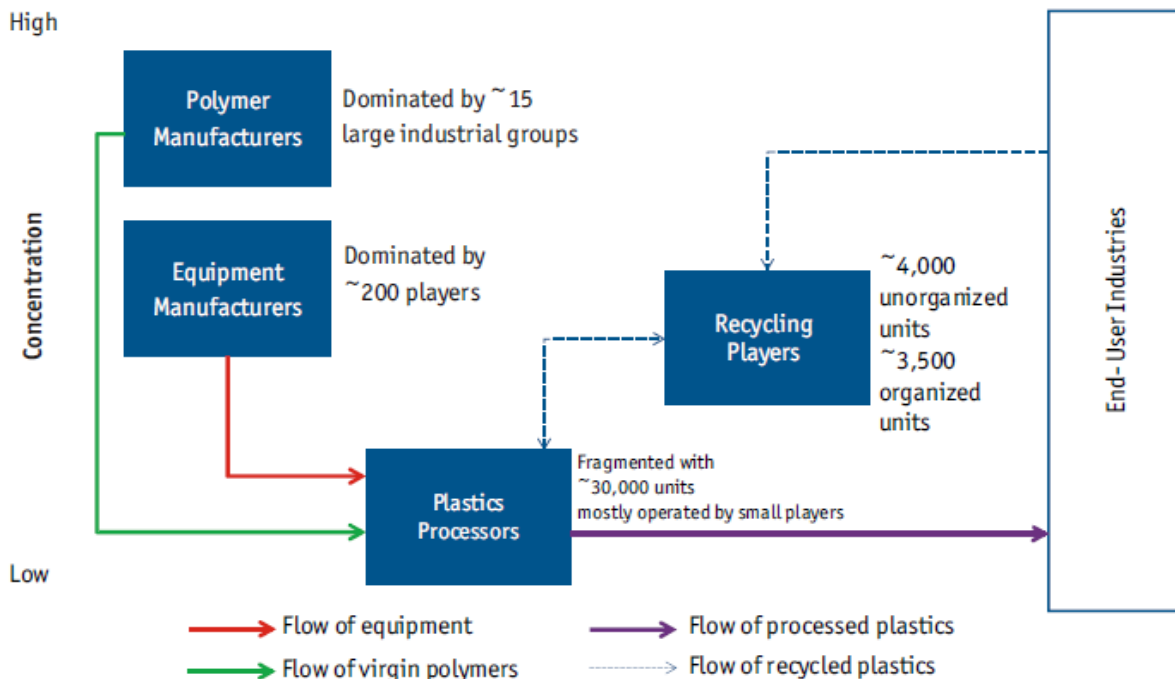 High
Polymer
Manufacturers
Dominated by ~15
large industrial groups
Concentration
Equipment
Manufacturers
Dominated by
~200 players
Recycling
Players
~4,000
unorganized
units
~3,500
organized
units
End- User Industries
Plastics
Processors
Fragmented with
~30,000 units
mostly operated by small players
Low
Flow of equipment
Flow of processed plastics
Flow of virgin polymers
Flow of recycled plastics